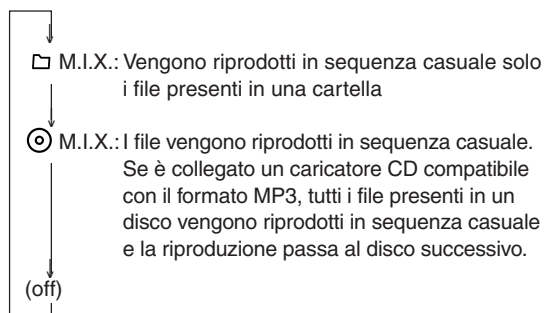 M.I.X.: Vengono riprodotti in sequenza casuale solo
i file presenti in una cartella
M.I.X.: I file vengono riprodotti in sequenza casuale.
Se è collegato un caricatore CD compatibile
con il formato MP3, tutti i file presenti in un
disco vengono riprodotti in sequenza casuale
e la riproduzione passa al disco successivo.
(off)